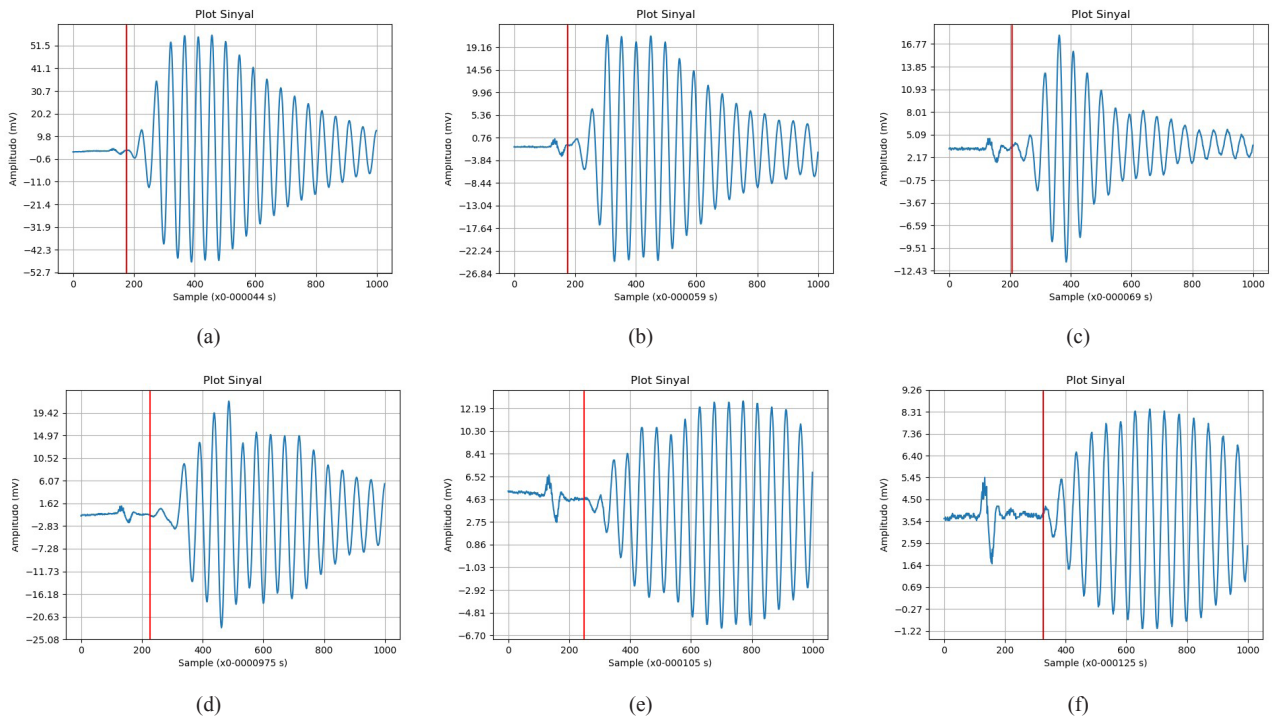 Plot Sinyal
51.5
41.1
30.7
20.2
9.8
−0.6
−11.0
−21.4
−31.9
−42.3
−52.7
Amplitudo (mV)
0 200 400 600 800 1000
Sample (x0-000044 s)
(a)
Plot Sinyal
19.16
14.56
9.96
5.36
0.76
−3.84
−8.44
−13.04
−17.64
−22.24
−26.84
Amplitudo (mV)
0 200 400 600 800 1000
Sample (x0-000059 s)
(b)
Plot Sinyal
16.77
13.85
10.93
8.01
5.09
2.17
−0.75
−3.67
−6.59
−9.51
−12.43
Amplitudo (mV)
0 200 400 600 800 1000
Sample (x0-000069 s)
(c)
Plot Sinyal
19.42
14.97
10.52
6.07
1.62
−2.83
−7.28
−11.73
−16.18
−20.63
−25.08
Amplitudo (mV)
0 200 400 600 800 1000
Sample (x0-0000975 s)
(d)
Plot Sinyal
12.19
10.30
8.41
6.52
4.63
2.75
0.86
−1.03
−2.92
−4.81
−6.70
Amplitudo (mV)
0 200 400 600 800 1000
Sample (x0-000105 s)
(e)
Plot Sinyal
9.26
8.31
7.36
6.40
5.45
4.50
3.54
2.59
1.64
0.69
−0.27
−1.22
Amplitudo (mV)
0 200 400 600 800 1000
Sample (x0-000125 s)
(f)